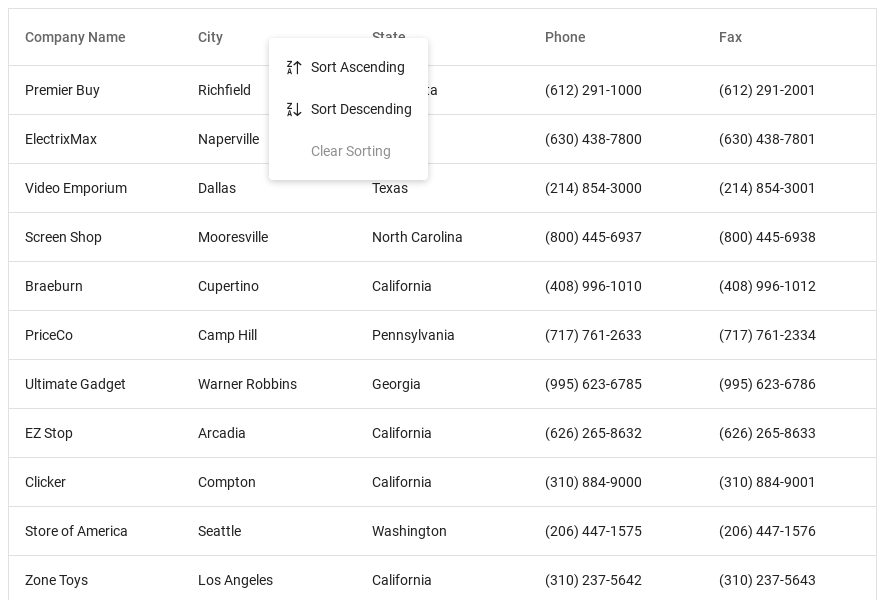 Company Name City State Phone Fax
Sort Ascending
Premier Buy Richfield (612) 291-1000 (612) 291-2001
Sort Descending
ElectrixMax Naperville (630) 438-7800 (630) 438-7801
Clear Sorting
Video Emporium Dallas Texas (214) 854-3000 (214) 854-3001
Screen Shop Mooresville North Carolina (800) 445-6937 (800) 445-6938
Braeburn Cupertino California (408) 996-1010 (408) 996-1012
PriceCo Camp Hill Pennsylvania (717) 761-2633 (717) 761-2334
Ultimate Gadget Warner Robbins Georgia (995) 623-6785 (995) 623-6786
EZ Stop Arcadia California (626) 265-8632 (626) 265-8633
Clicker Compton California (310) 884-9000 (310) 884-9001
Store of America Seattle Washington (206) 447-1575 (206) 447-1576
Zone Toys Los Angeles California (310) 237-5642 (310) 237-5643